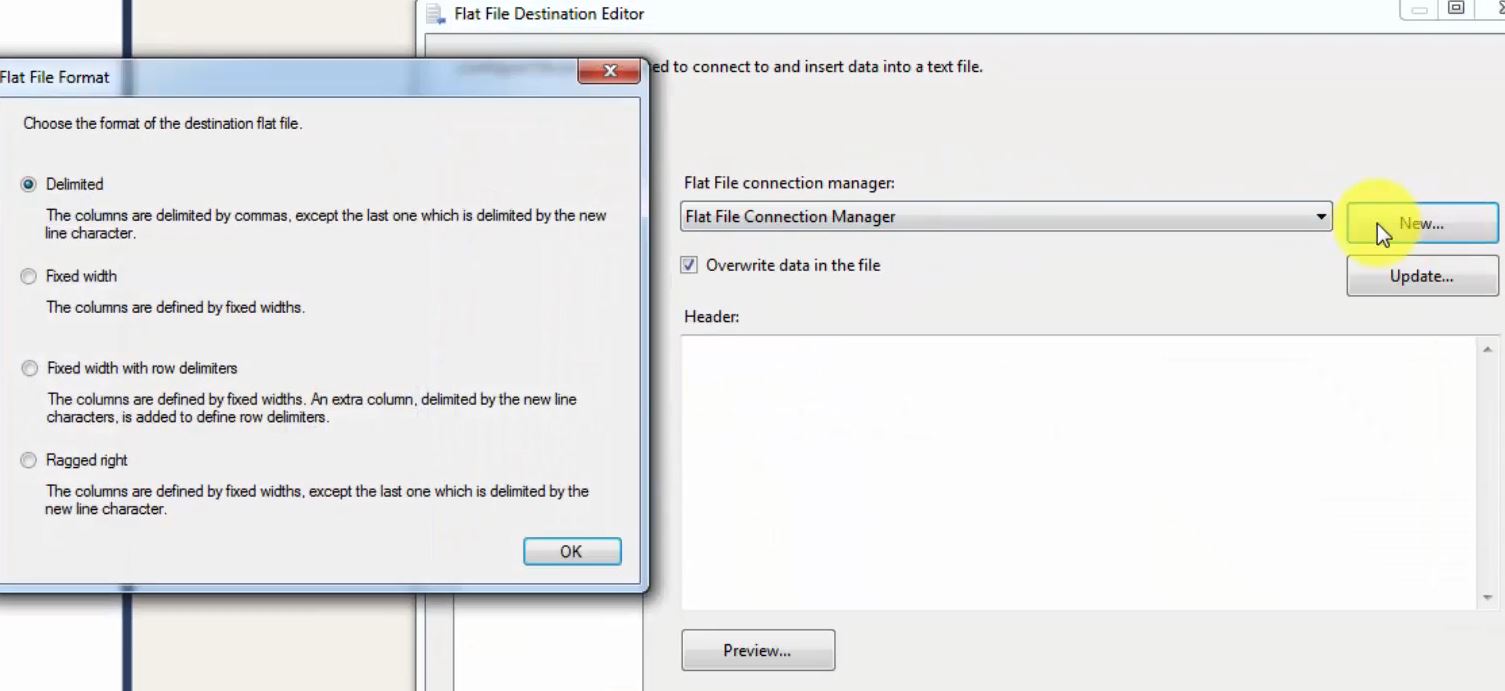 Flat File Destination Editor
Flat File Format
ed to connect to and insert data into a text file.
Choose the format of the destination flat file.
Delimited
The columns are delimited by commas, except the last one which is delimited by the new
line character.
Fixed width
The columns are defined by fixed widths.
Fixed width with row delimiters
The columns are defined by fixed widths. An extra column, delimited by the new line
characters, is added to define row delimiters.
Ragged right
The columns are defined by fixed widths, except the last one which is delimited by the
new line character.
OK
Flat File connection manager:
Flat File Connection Manager
New...
Overwrite data in the file
Update...
Header:
Preview...